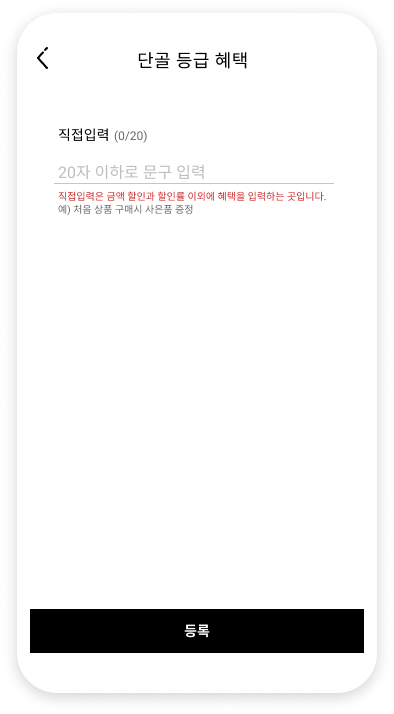 단골 등급 혜택
직접입력 (0/20)
20자 이하로 문구 입력
직접입력은 금액 할인과 할인률 이외에 혜택을 입력하는 곳입니다.
예) 처음 상품 구매시 사은품 증정
등록